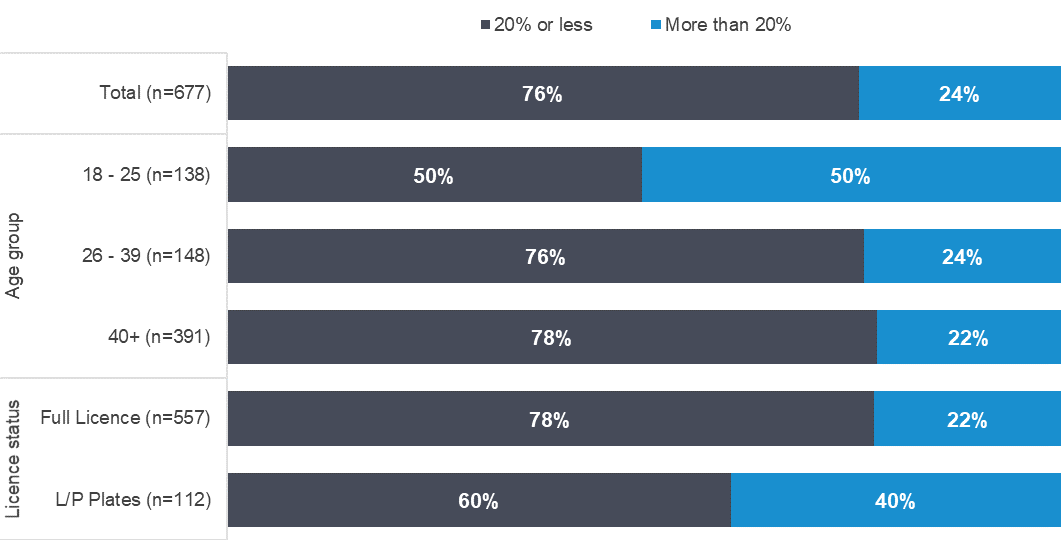 20% or less More than 20%
Total (n=677) 76% 24%
Age group
18 - 25 (n=138) 50% 50%
26 - 39 (n=148) 76% 24%
40+ (n=391) 78% 22%
Licence status
Full Licence (n=557) 78% 22%
L/P Plates (n=112) 60% 40%